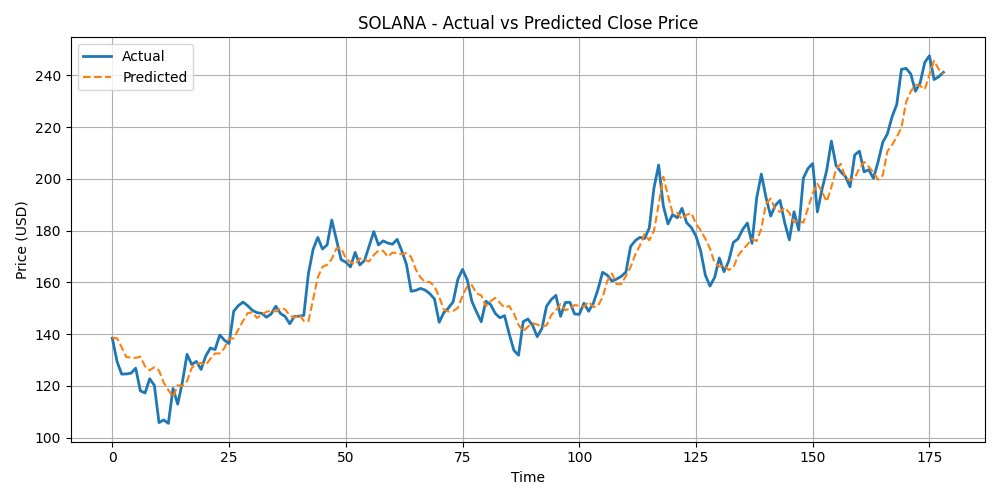 SOLANA - Actual vs Predicted Close Price
Actual
Predicted
Price (USD)
240
220
200
180
160
140
120
100
0 25 50 75 100 125 150 175
Time